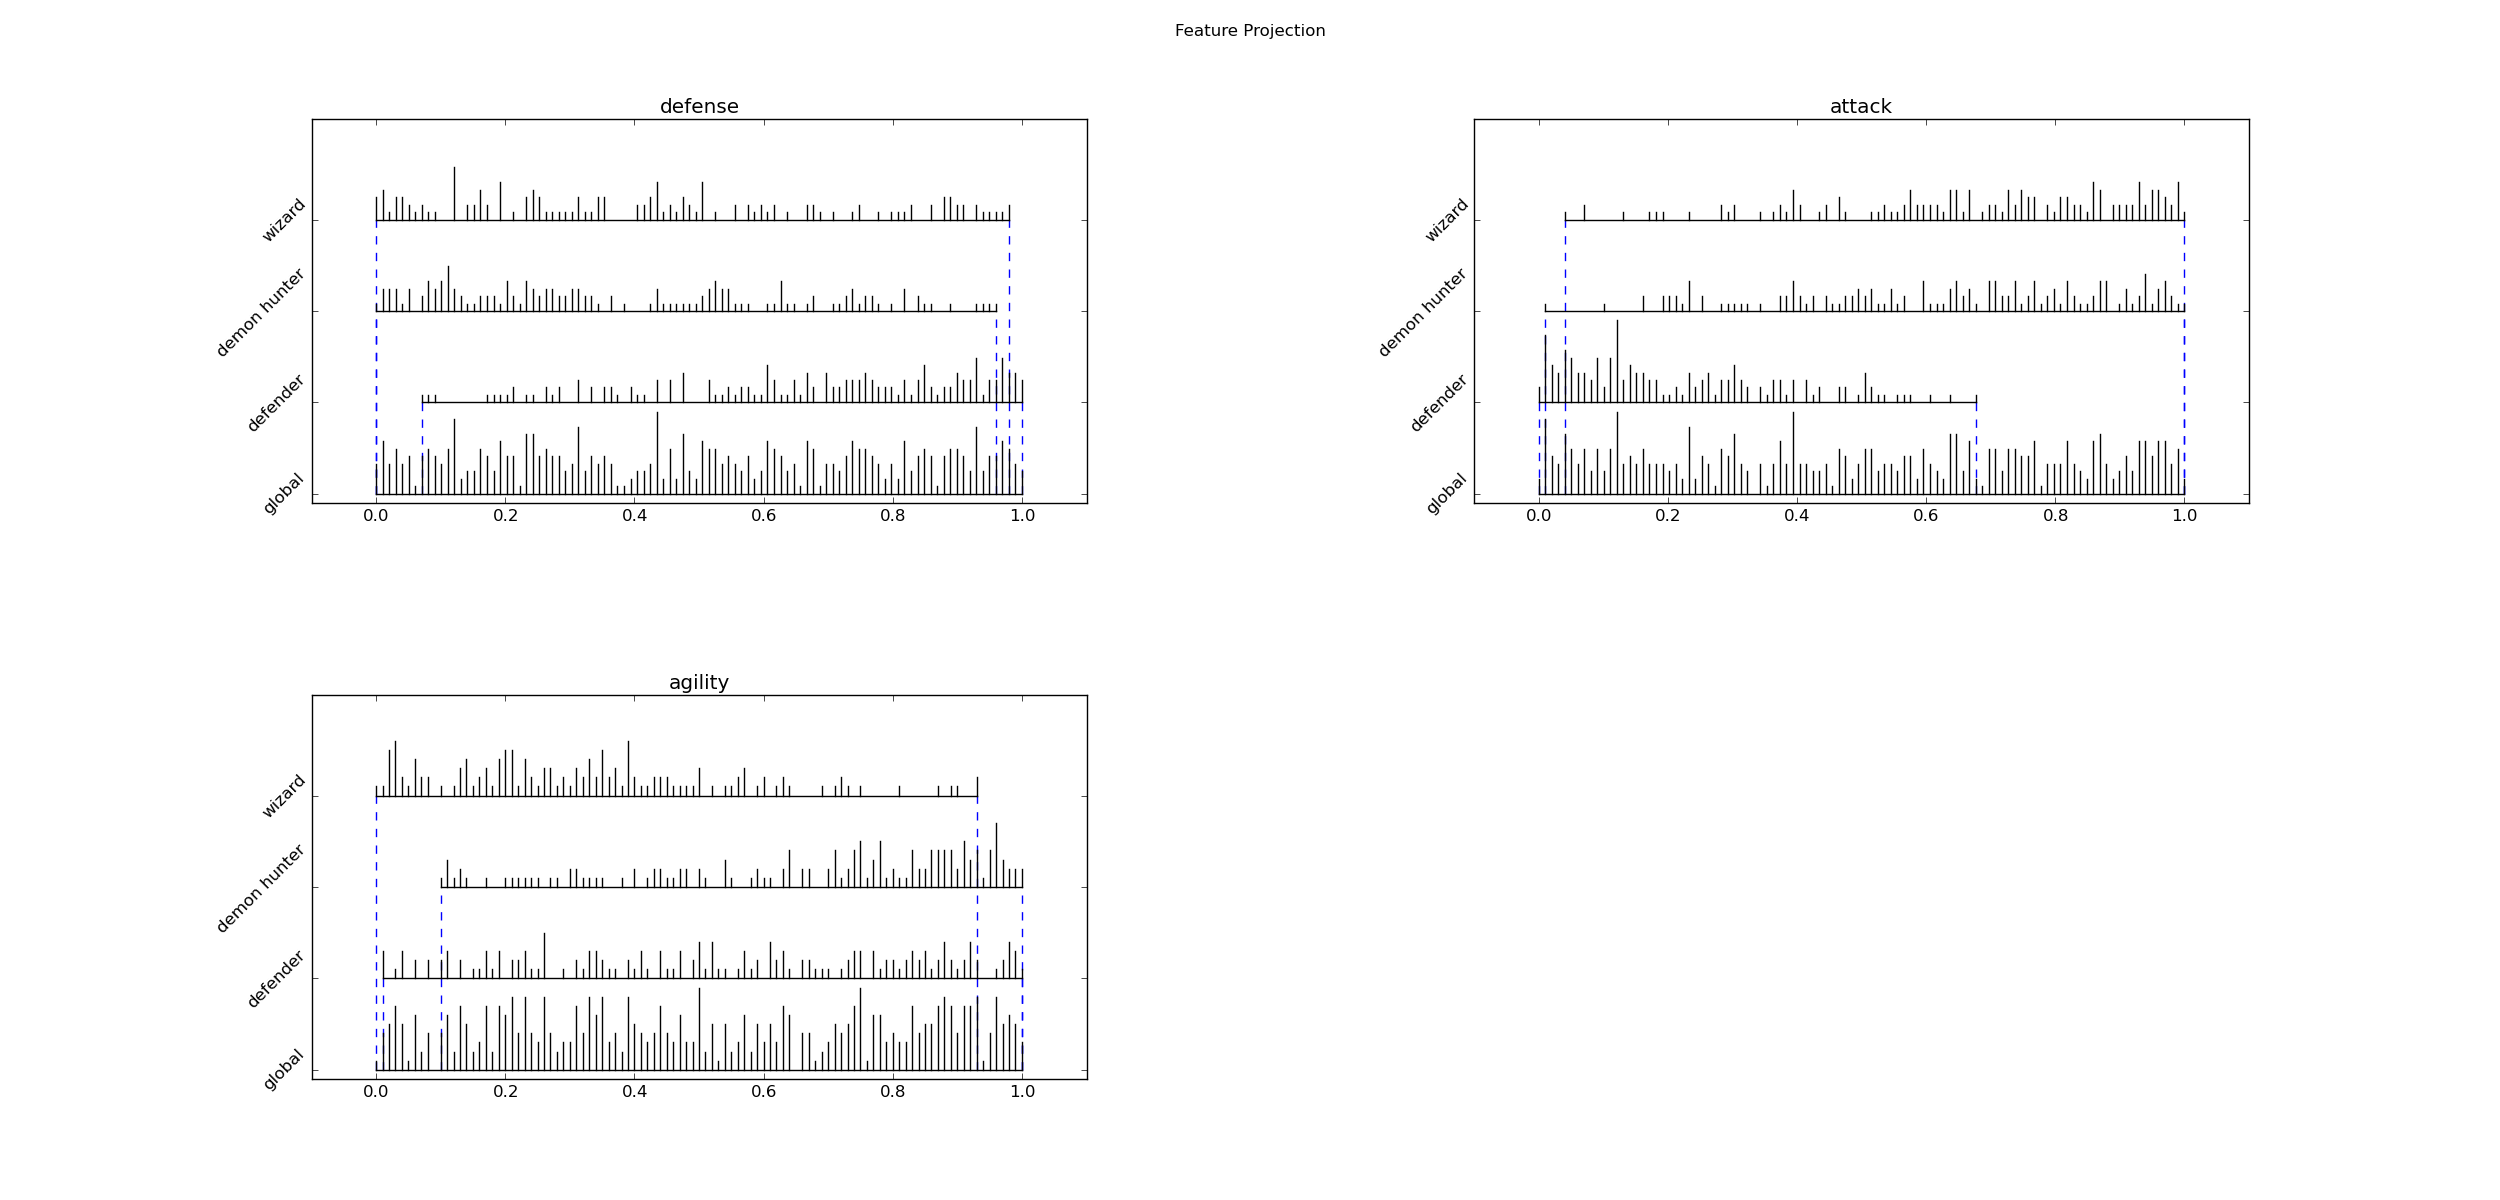 Feature Projection
defense
wizard
demon hunter
defender
global
0.0 0.2 0.4 0.6 0.8 1.0
attack
wizard
demon hunter
defender
global
0.0 0.2 0.4 0.6 0.8 1.0
agility
wizard
demon hunter
defender
global
0.0 0.2 0.4 0.6 0.8 1.0